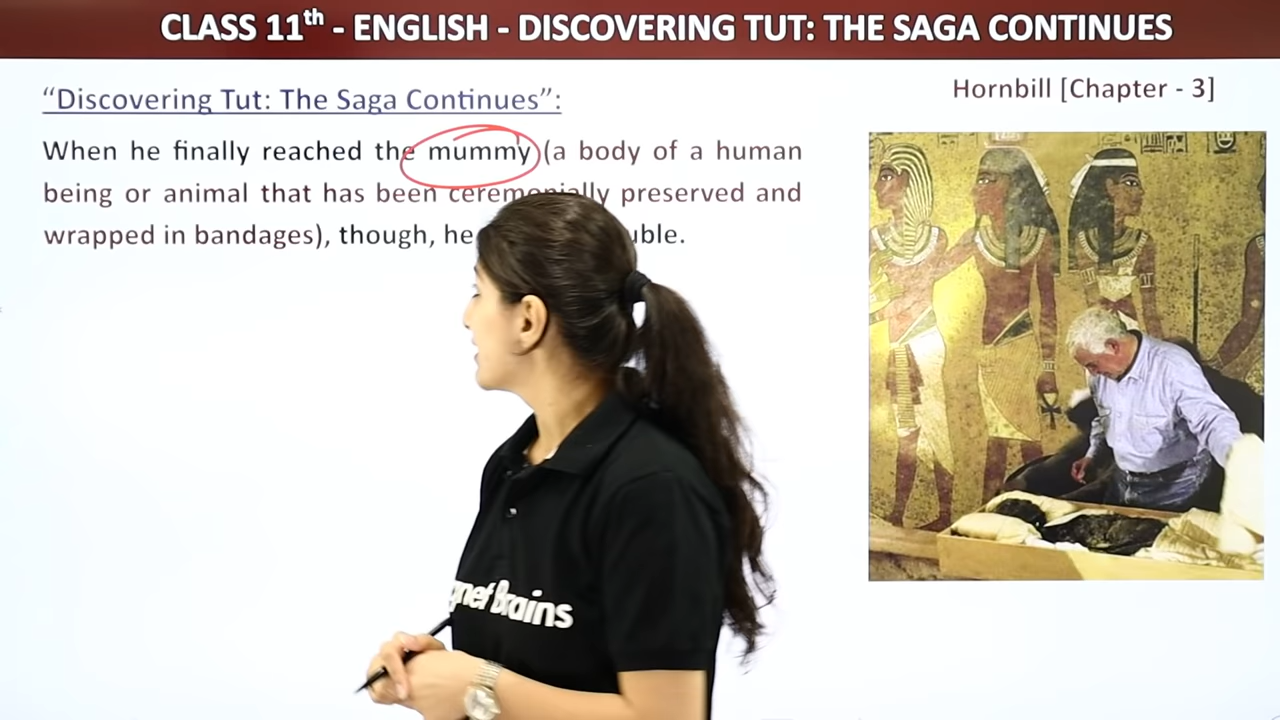 CLASS 11th - ENGLISH - DISCOVERING TUT: THE SAGA CONTINUES
“Discovering Tut: The Saga Continues”:
Hornbill [Chapter - 3]
When he finally reached the mummy (a body of a human
being or animal that has been ceremonially preserved and
wrapped in bandages), though, he
Brains